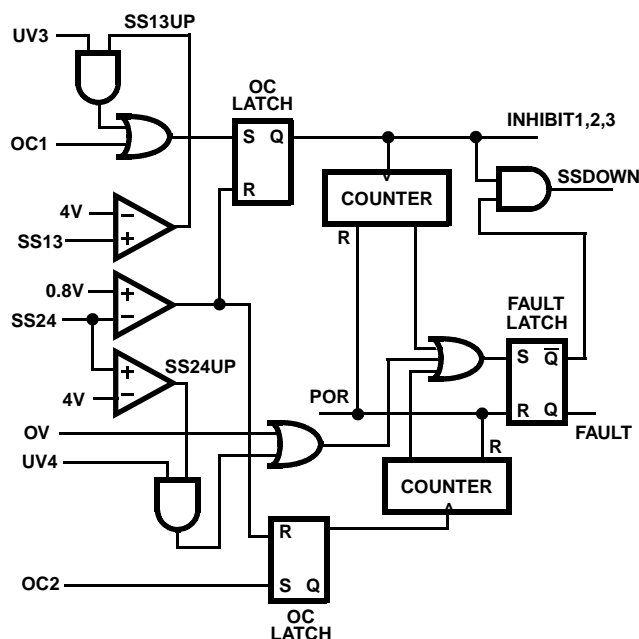 SS13UP
UV3
OC
LATCH
OC1
S Q
R
INHIBIT1,2,3
SSDOWN
COUNTER
R
4V
−
SS13
+
0.8V
+
SS24
−
SS24UP
+
4V
−
FAULT
LATCH
S Q
R Q
FAULT
POR
R
COUNTER
OV
UV4
R
OC2
S Q
OC
LATCH